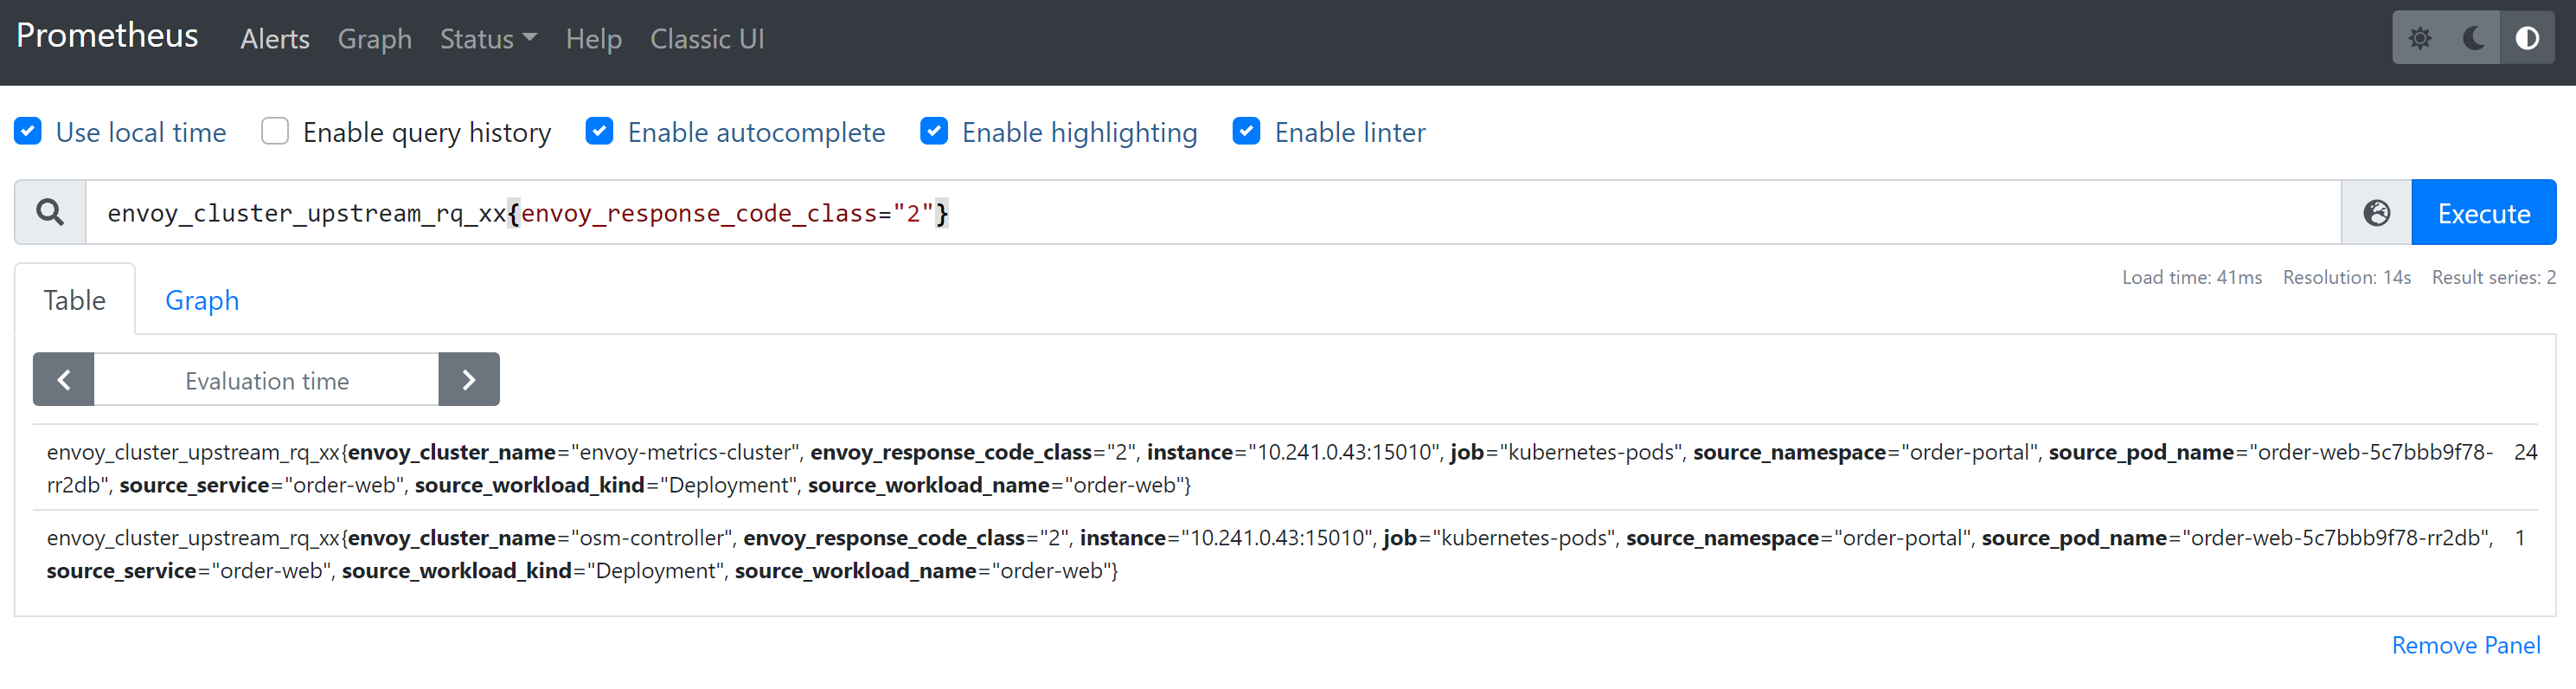 Prometheus Alerts Graph Status Help Classic UI
Use local time Enable query history Enable autocomplete Enable highlighting Enable linter
envoy_cluster_upstream_rq_xx{envoy_response_code_class="2"} Execute
Load time: 41ms Resolution: 14s Result series: 2
Table Graph
Evaluation time
envoy_cluster_upstream_rq_xx{envoy_cluster_name="envoy-metrics-cluster", envoy_response_code_class="2", instance="10.241.0.43:15010", job="kubernetes-pods", source_namespace="order-portal", source_pod_name="order-web-5c7bbb9f78- 24
rr2db", source_service="order-web", source_workload_kind="Deployment", source_workload_name="order-web"}
envoy_cluster_upstream_rq_xx{envoy_cluster_name="osm-controller", envoy_response_code_class="2", instance="10.241.0.43:15010", job="kubernetes-pods", source_namespace="order-portal", source_pod_name="order-web-5c7bbb9f78-rr2db", 1
source_service="order-web", source_workload_kind="Deployment", source_workload_name="order-web"}
Remove Panel